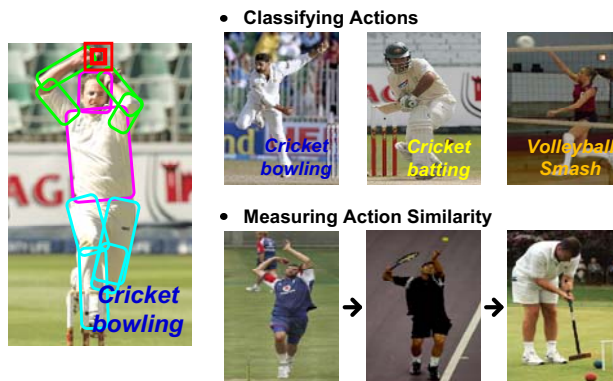 Cricket
bowling
• Classifying Actions
Cricket
bowling
Cricket
batting
Volleyball
Smash
• Measuring Action Similarity